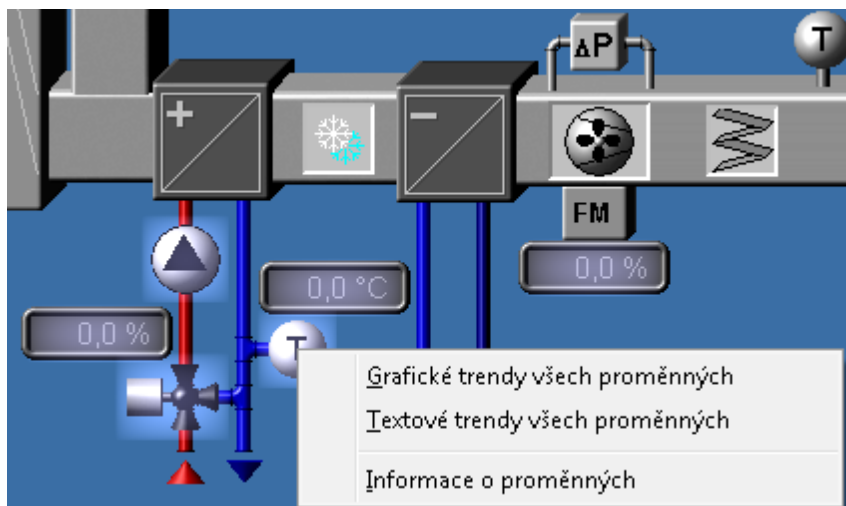 ΔP
T
+
−
FM
0,0 %
0,0 °C
0,0 %
T
Grafické trendy všech proměnných
Textové trendy všech proměnných
Informace o proměnných